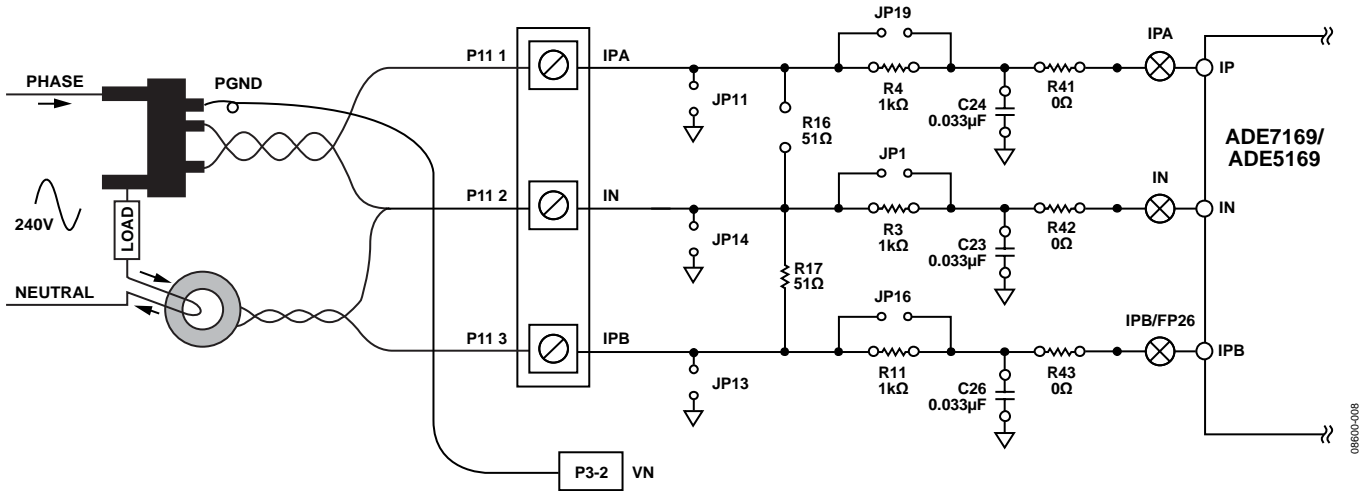 JP19
P11 1
IPA
IPA
IP
PHASE
PGND
JP11
R4
1kΩ
C24
0.033µF
R41
0Ω
R16
51Ω
ADE7169/
ADE5169
JP1
IN
P11 2
IN
IN
240V
LOAD
JP14
R3
1kΩ
C23
0.033µF
R42
0Ω
R17
51Ω
NEUTRAL
JP16
IPB/FP26
P11 3
IPB
IPB
JP13
R11
1kΩ
C26
0.033µF
R43
0Ω
P3-2
VN
08600-008